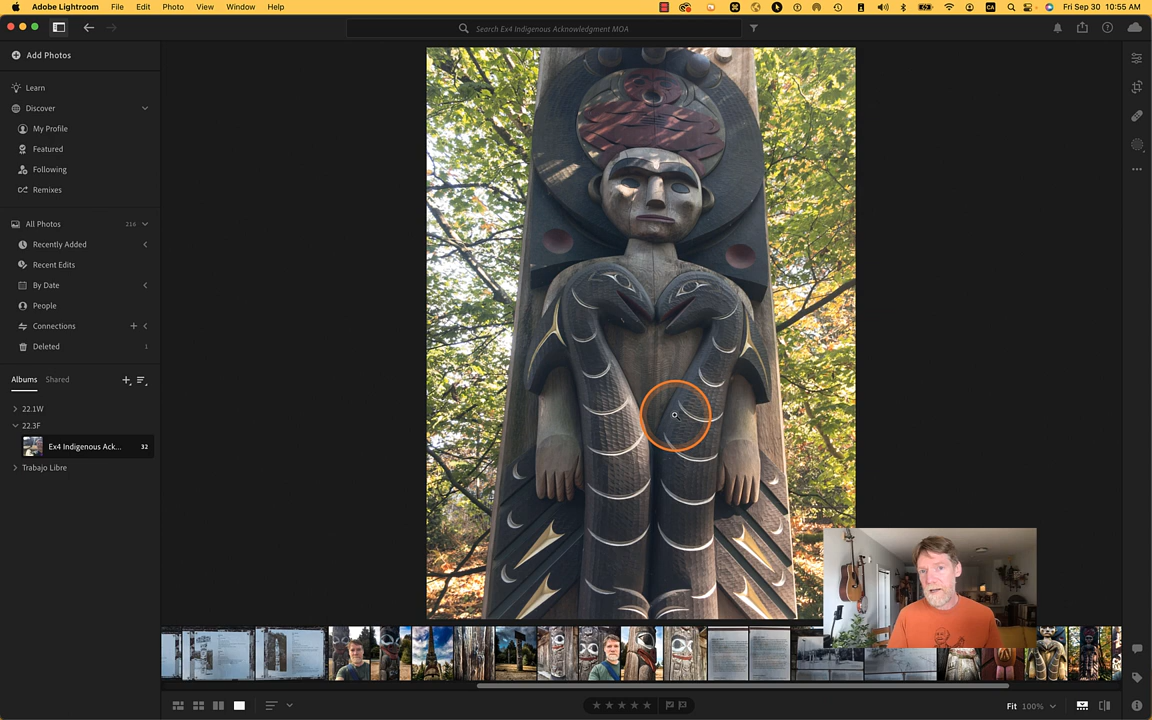 Adobe Lightroom File Edit Photo View Window Help
Fri Sep 30 10:55 AM
Search Ex4 Indigenous Acknowledgment MOA
Add Photos
Learn
Discover
My Profile
Featured
Following
Remixes
All Photos 216
Recently Added
Recent Edits
By Date
People
Connections
Deleted 1
Albums Shared
22.1W
22.3F
Ex4 Indigenous Ack... 32
Trabajo Libre
Fit 100%